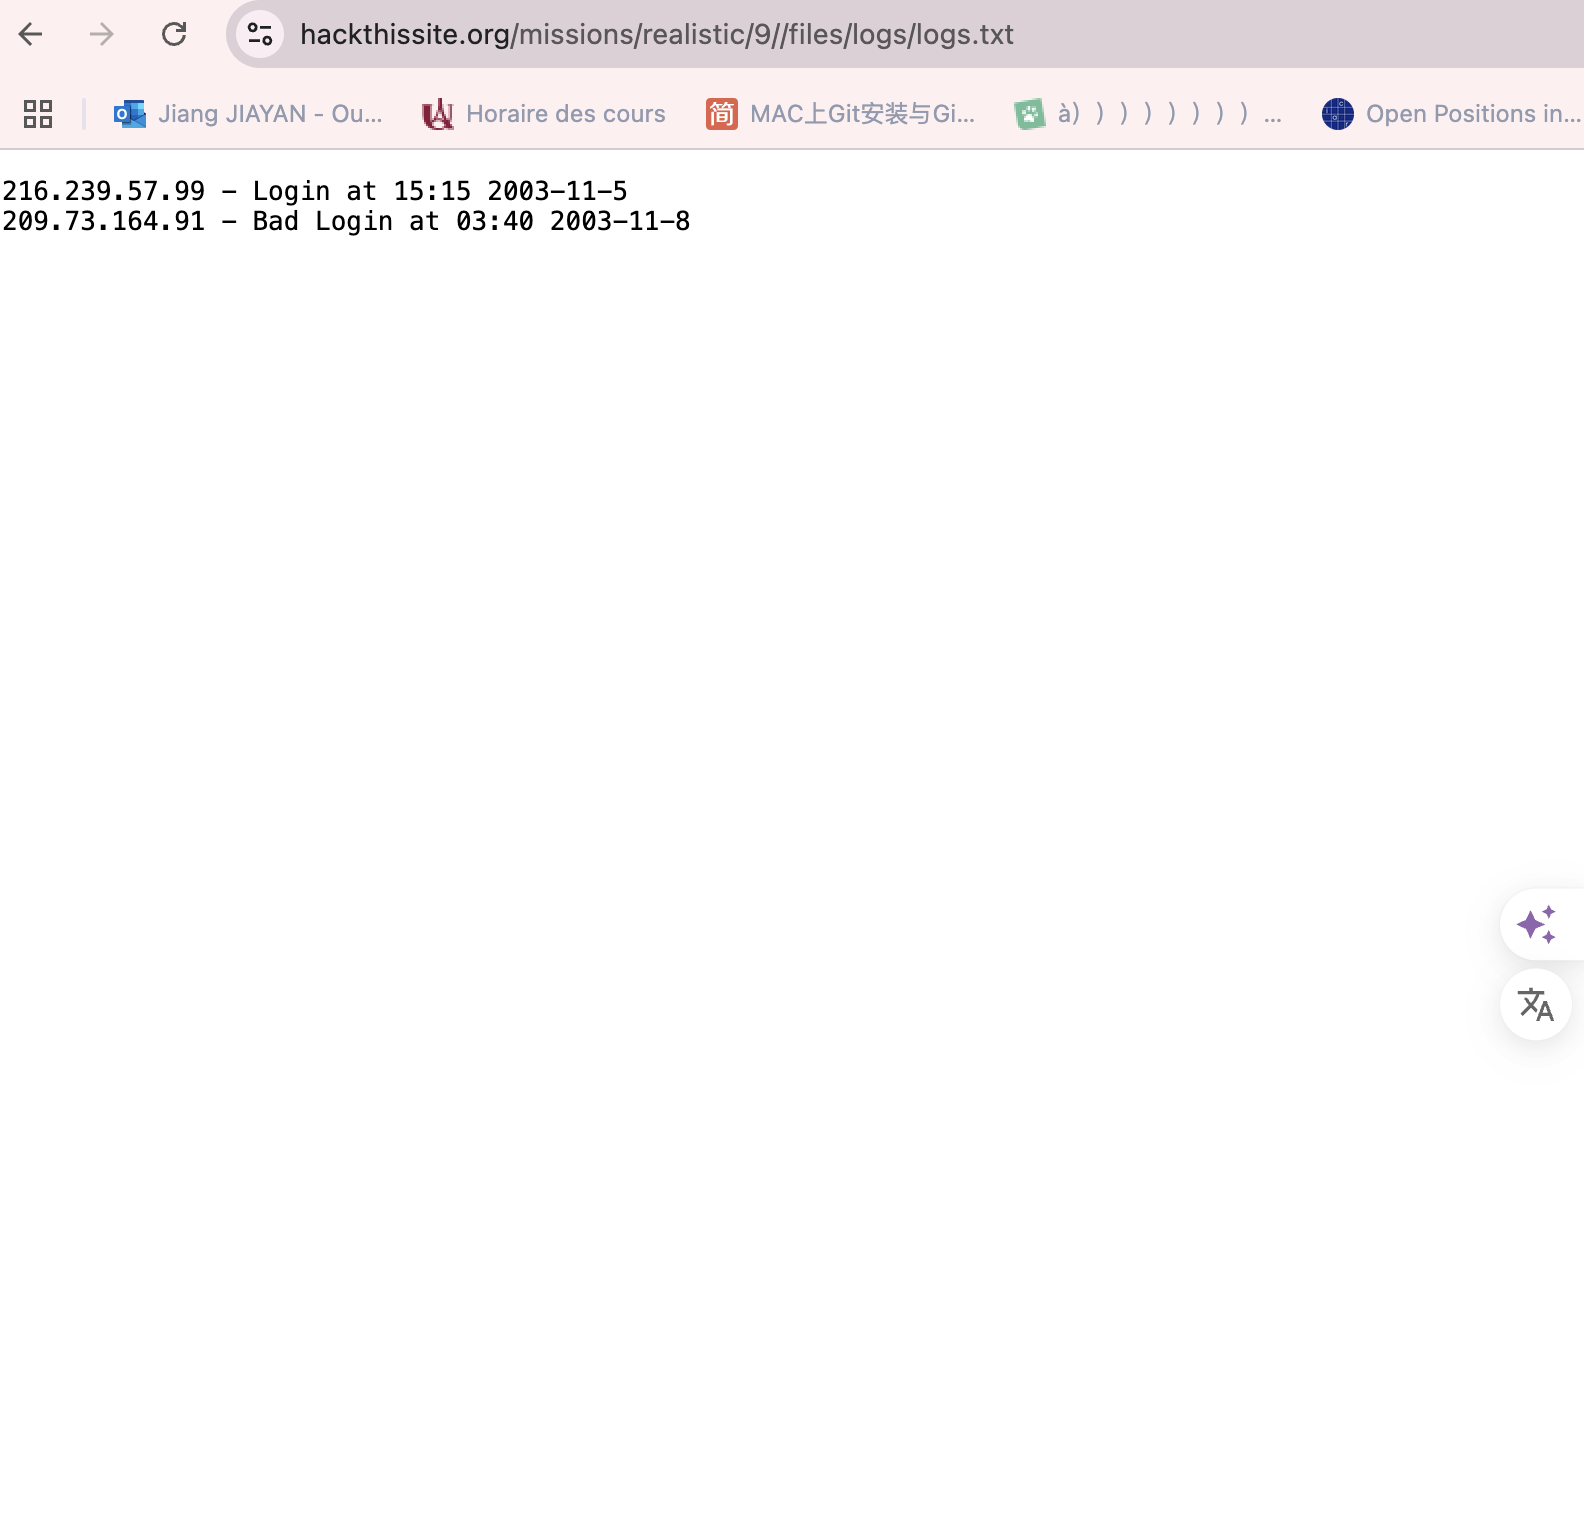 hackthissite.org/missions/realistic/9//files/logs/logs.txt
Jiang JIAYAN - Ou... Horaire des cours MAC上Git安装与Gi... à) ) ) ) ) ) ) ) ... Open Positions in...
216.239.57.99 - Login at 15:15 2003-11-5
209.73.164.91 - Bad Login at 03:40 2003-11-8